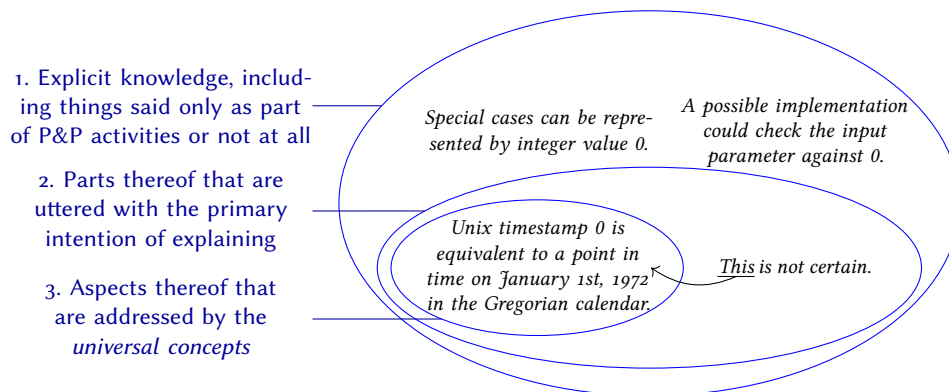 1. Explicit knowledge, includ-
ing things said only as part
of P&P activities or not at all
2. Parts thereof that are
uttered with the primary
intention of explaining
3. Aspects thereof that
are addressed by the
universal concepts
Special cases can be repre-
sented by integer value 0.
A possible implementation
could check the input
parameter against 0.
Unix timestamp 0 is
equivalent to a point in
time on January 1st, 1972
in the Gregorian calendar.
This is not certain.